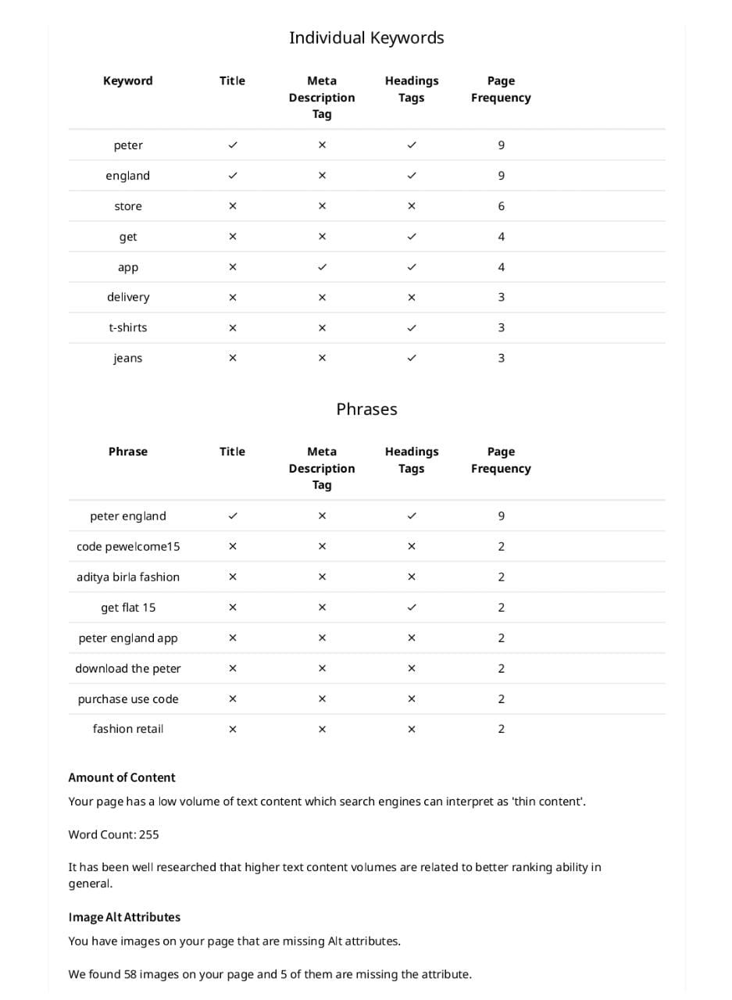 Individual Keywords
Keyword Title Meta Description Tag Headings Tags Page Frequency
peter ✓ ✕ ✓ 9
england ✓ ✕ ✓ 9
store ✕ ✕ ✕ 6
get ✕ ✕ ✓ 4
app ✕ ✓ ✓ 4
delivery ✕ ✕ ✕ 3
t-shirts ✕ ✕ ✓ 3
jeans ✕ ✕ ✓ 3
Phrases
Phrase Title Meta Description Tag Headings Tags Page Frequency
peter england ✓ ✕ ✓ 9
code pewelcome15 ✕ ✕ ✕ 2
aditya birla fashion ✕ ✕ ✕ 2
get flat 15 ✕ ✕ ✓ 2
peter england app ✕ ✕ ✕ 2
download the peter ✕ ✕ ✕ 2
purchase use code ✕ ✕ ✕ 2
fashion retail ✕ ✕ ✕ 2
Amount of Content
Your page has a low volume of text content which search engines can interpret as 'thin content'.
Word Count: 255
It has been well researched that higher text content volumes are related to better ranking ability in
general.
Image Alt Attributes
You have images on your page that are missing Alt attributes.
We found 58 images on your page and 5 of them are missing the attribute.